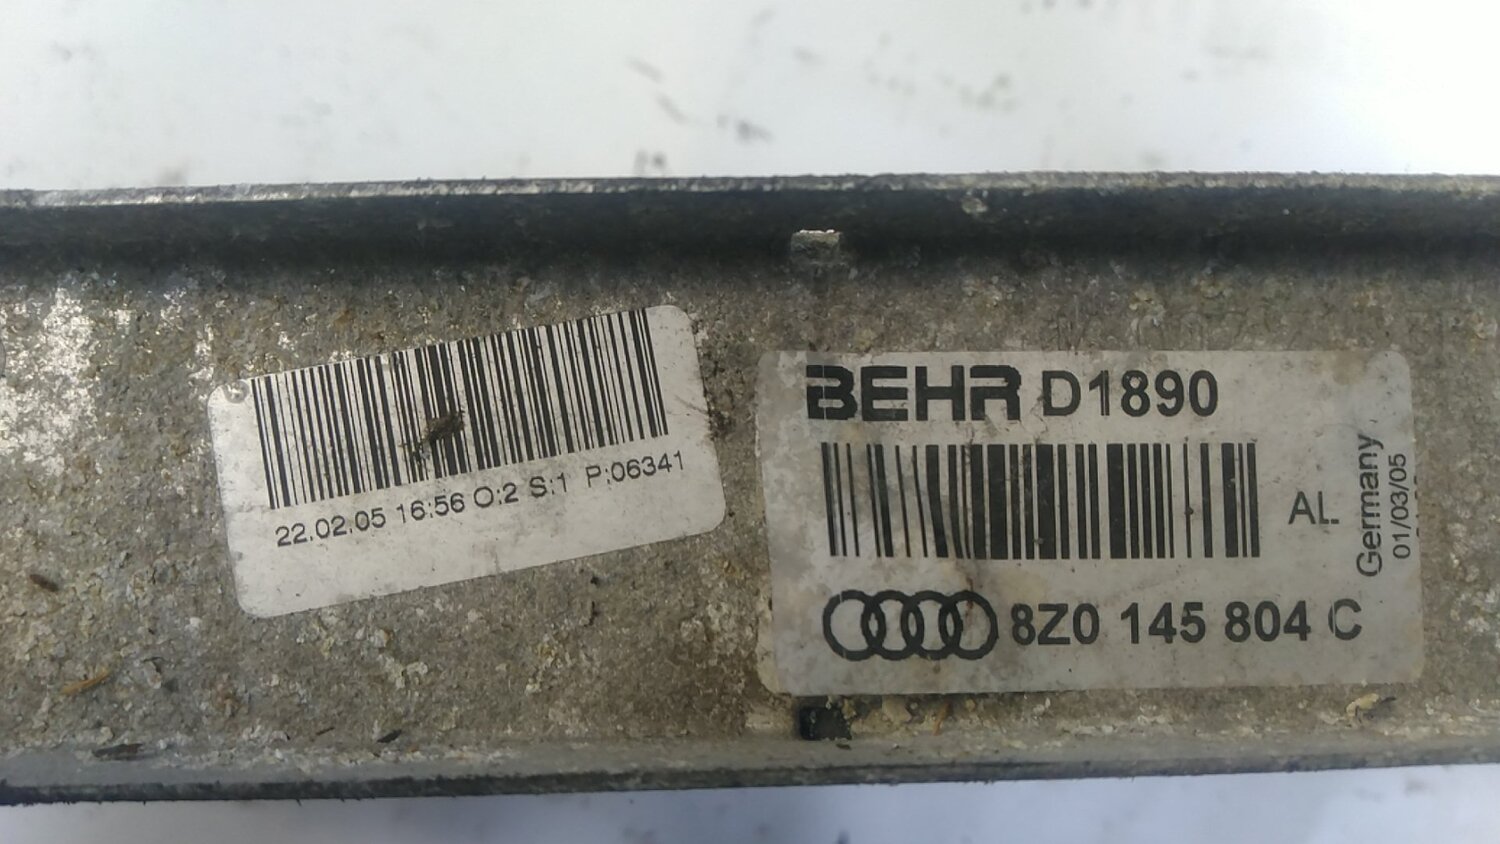 22.02.05 16:56 O:2 S:1 P:06341
BEHR D1890
AL
Germany
01/03/05
8Z0 145 804 C